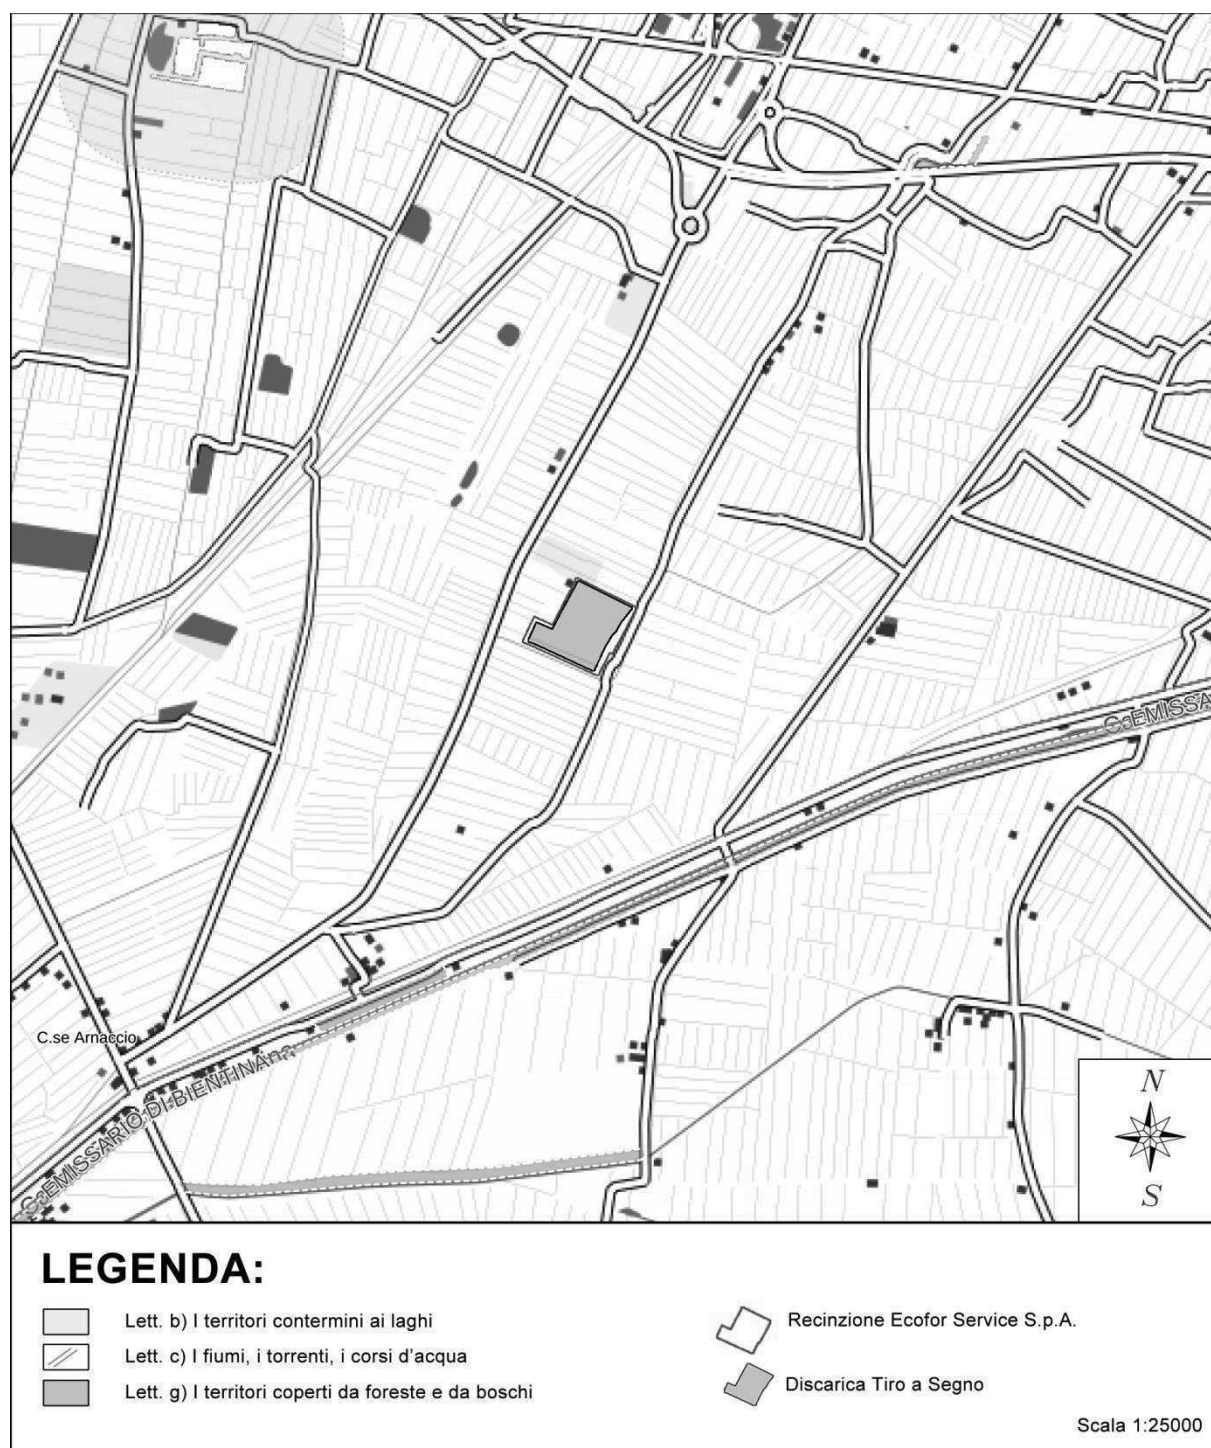 C.EMISSA
C.se Arnaccio
C.EMISSARIO DI BIENTINA
N
S
LEGENDA:
Lett. b) I territori contermini ai laghi
Lett. c) I fiumi, i torrenti, i corsi d'acqua
Lett. g) I territori coperti da foreste e da boschi
Recinzione Ecofor Service S.p.A.
Discarica Tiro a Segno
Scala 1:25000